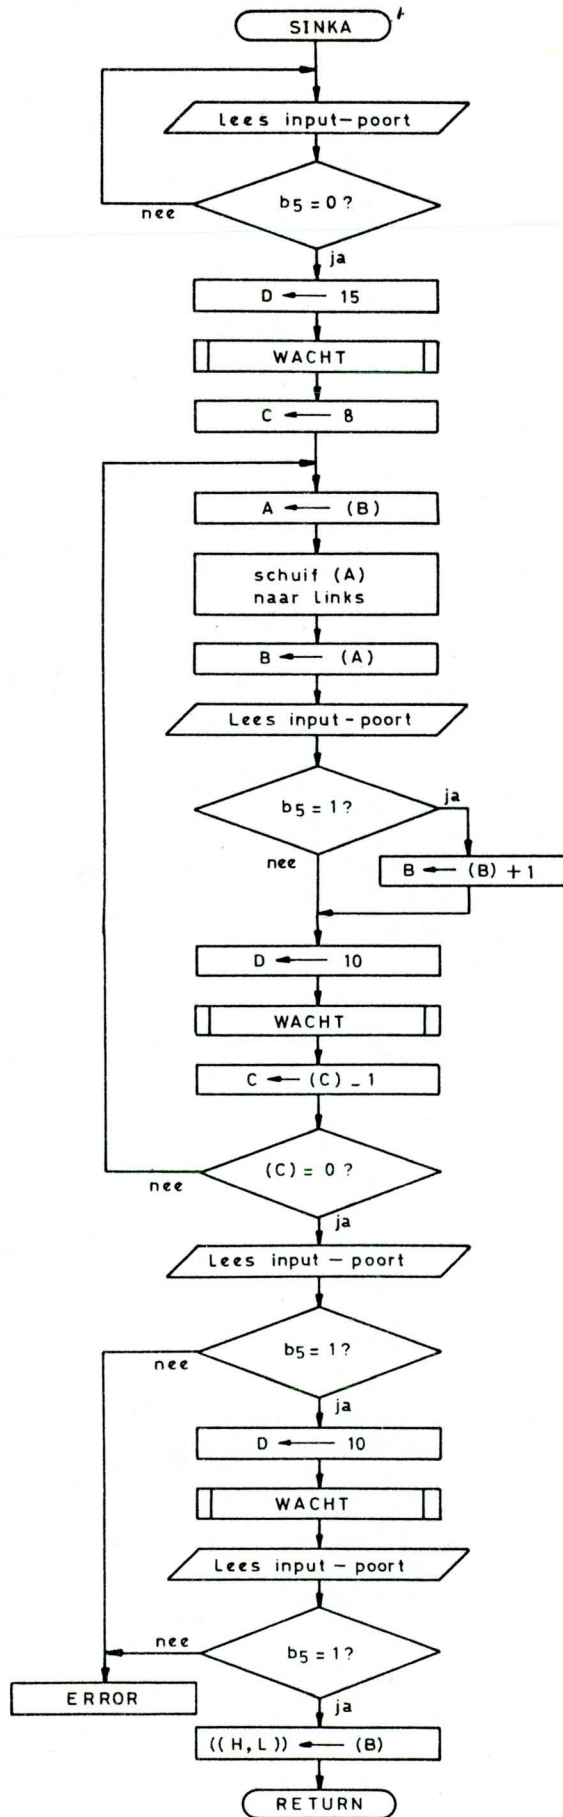 SINKA
Lees input-poort
b5 = 0 ?
nee
ja
D ← 15
WACHT
C ← 8
A ← (B)
schuif (A)
naar links
B ← (A)
Lees input-poort
b5 = 1 ?
ja
nee
B ← (B) + 1
D ← 10
WACHT
C ← (C) - 1
(C) = 0 ?
nee
ja
Lees input - poort
b5 = 1 ?
nee
ja
D ← 10
WACHT
Lees input - poort
b5 = 1 ?
nee
ja
ERROR
((H,L)) ← (B)
RETURN